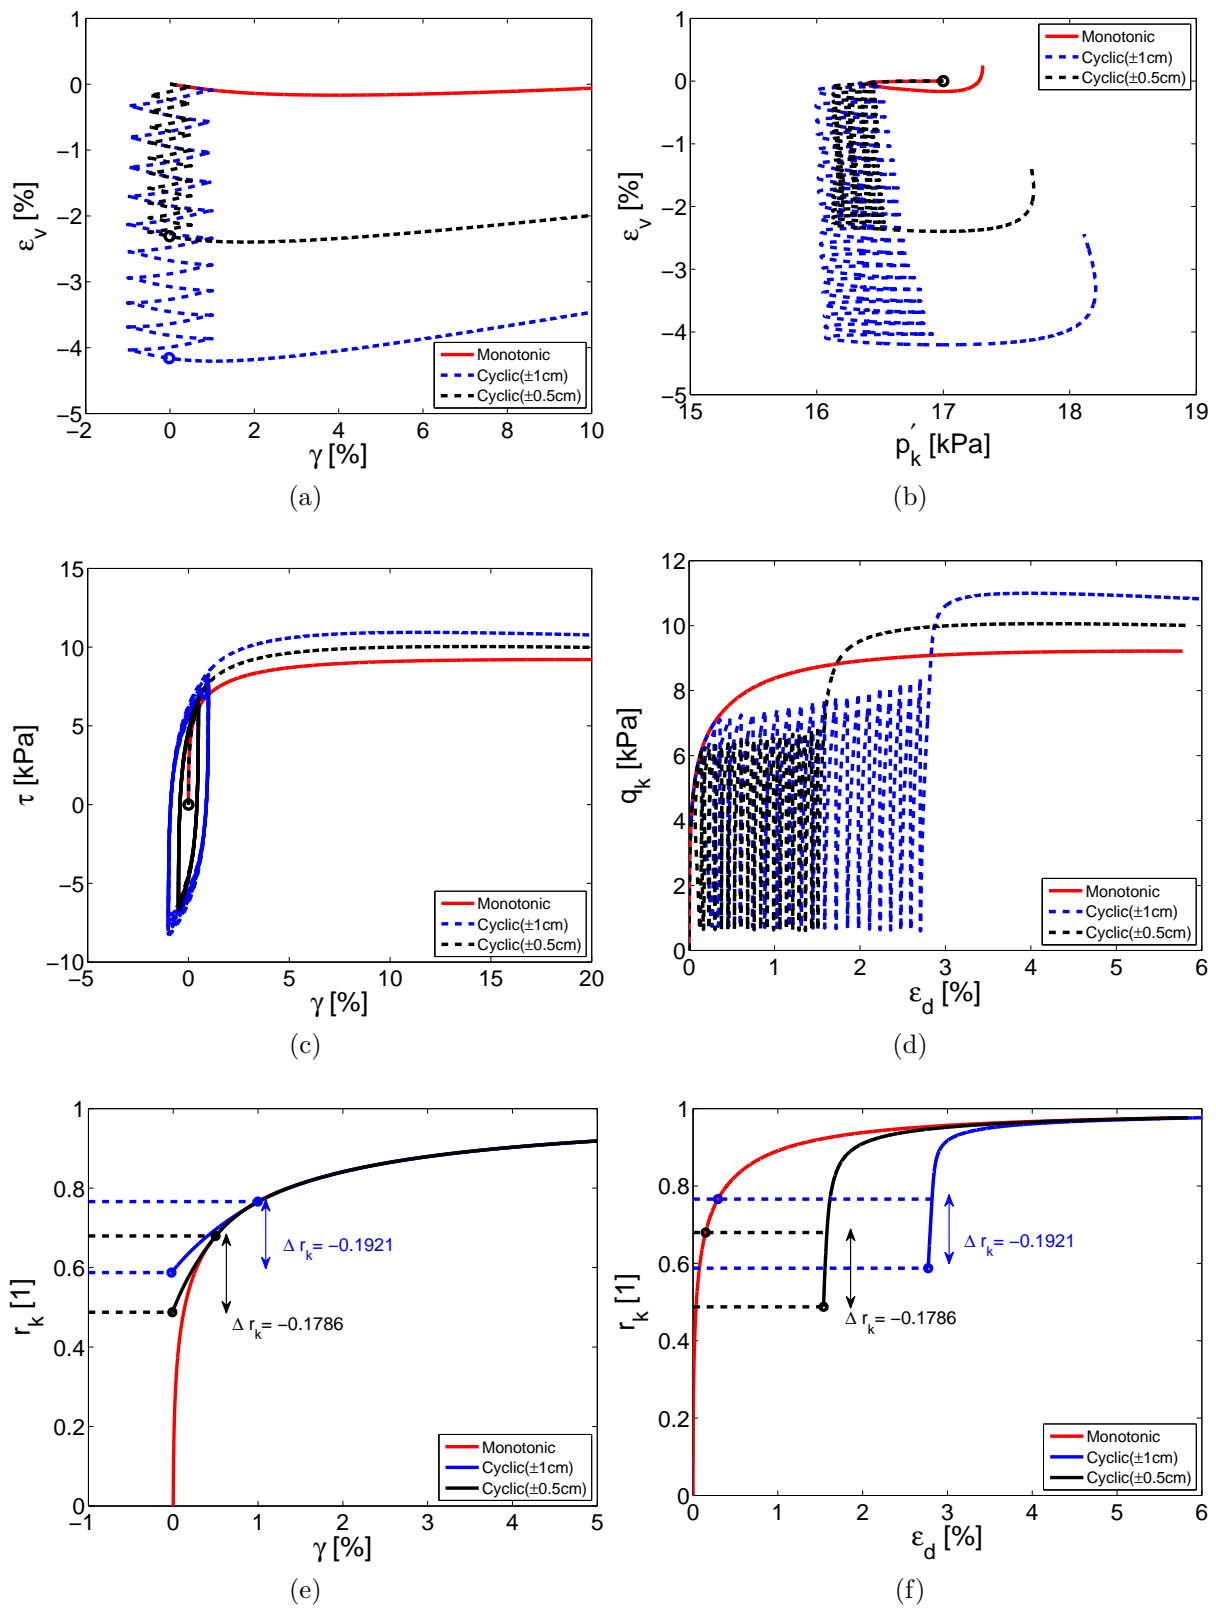 1
0
−1
−2
−3
−4
−5
−2
0
2
4
6
8
10
ε_v [%]
γ [%]
Monotonic
Cyclic(±1cm)
Cyclic(±0.5cm)
(a)
1
0
−1
−2
−3
−4
−5
15
16
17
18
19
ε_v [%]
p′_k [kPa]
Monotonic
Cyclic(±1cm)
Cyclic(±0.5cm)
(b)
15
10
5
0
−5
−10
−5
0
5
10
15
20
τ [kPa]
γ [%]
Monotonic
Cyclic(±1cm)
Cyclic(±0.5cm)
(c)
12
10
8
6
4
2
0
0
1
2
3
4
5
6
q_k [kPa]
ε_d [%]
Monotonic
Cyclic(±1cm)
Cyclic(±0.5cm)
(d)
1
0.8
0.6
0.4
0.2
0
−1
0
1
2
3
4
5
r_k [1]
γ [%]
Δ r_k= −0.1921
Δ r_k= −0.1786
Monotonic
Cyclic(±1cm)
Cyclic(±0.5cm)
(e)
1
0.8
0.6
0.4
0.2
0
0
1
2
3
4
5
6
r_k [1]
ε_d [%]
Δ r_k= −0.1921
Δ r_k= −0.1786
Monotonic
Cyclic(±1cm)
Cyclic(±0.5cm)
(f)